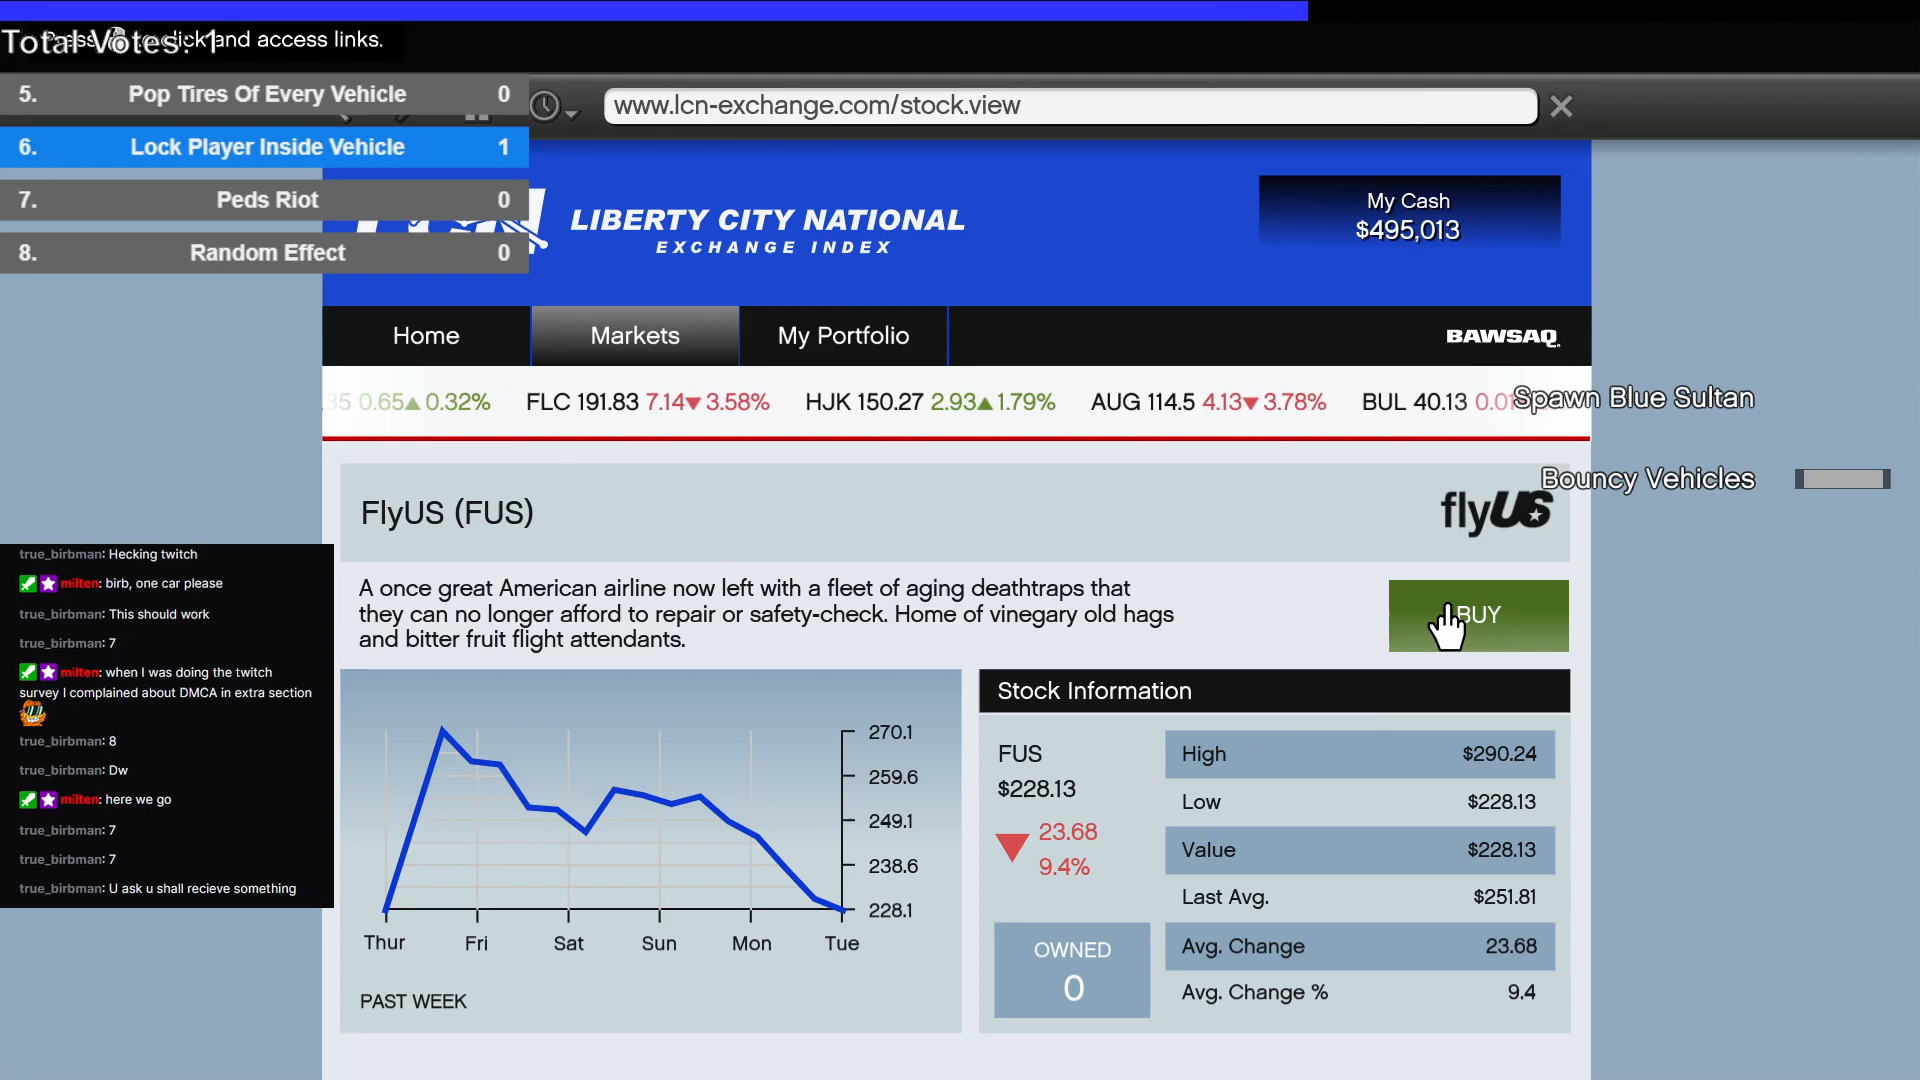 Total Votes: 1
click and access links.
5. Pop Tires Of Every Vehicle 0
6. Lock Player Inside Vehicle 1
7. Peds Riot 0
8. Random Effect 0
www.lcn-exchange.com/stock.view
LIBERTY CITY NATIONAL
EXCHANGE INDEX
My Cash
$495,013
Home
Markets
My Portfolio
BAWSAQ
35 0.65 0.32% FLC 191.83 7.14 3.58% HJK 150.27 2.93 1.79% AUG 114.5 4.13 3.78% BUL 40.13
Spawn Blue Sultan
Bouncy Vehicles
FlyUS (FUS)
flyUS
A once great American airline now left with a fleet of aging deathtraps that
they can no longer afford to repair or safety-check. Home of vinegary old hags
and bitter fruit flight attendants.
BUY
true_birbman: Hecking twitch
milten: birb, one car please
true_birbman: This should work
true_birbman: 7
milten: when I was doing the twitch
survey I complained about DMCA in extra section
true_birbman: 8
true_birbman: Dw
milten: here we go
true_birbman: 7
true_birbman: 7
true_birbman: U ask u shall recieve something
270.1
259.6
249.1
238.6
228.1
Thur Fri Sat Sun Mon Tue
PAST WEEK
Stock Information
FUS
$228.13
23.68
9.4%
OWNED
0
High $290.24
Low $228.13
Value $228.13
Last Avg. $251.81
Avg. Change 23.68
Avg. Change % 9.4